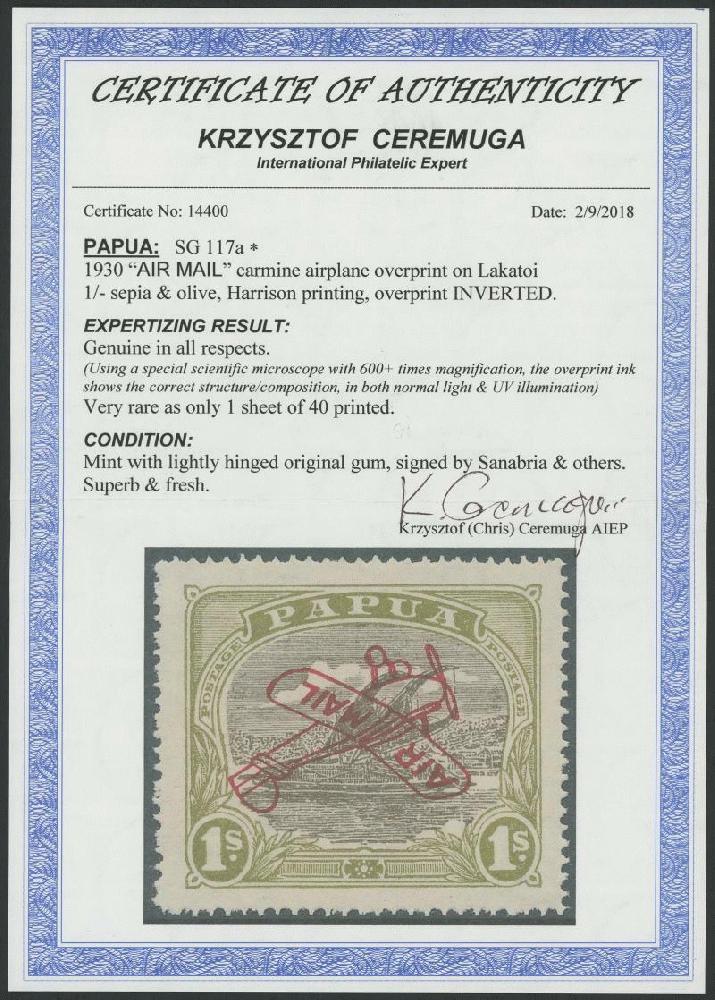 CERTIFICATE OF AUTHENTICITY
KRZYSZTOF CEREMUGA
International Philatelic Expert
Certificate No: 14400 Date: 2/9/2018
PAPUA: SG 117a *
1930 “AIR MAIL” carmine airplane overprint on Lakatoi
1/- sepia & olive, Harrison printing, overprint INVERTED.
EXPERTIZING RESULT:
Genuine in all respects.
(Using a special scientific microscope with 600+ times magnification, the overprint ink
shows the correct structure/composition, in both normal light & UV illumination)
Very rare as only 1 sheet of 40 printed.
CONDITION:
Mint with lightly hinged original gum, signed by Sanabria & others.
Superb & fresh.
K. Ceremuga
Krzysztof (Chris) Ceremuga AIEP
PAPUA
POSTAGE POSTAGE
AIR MAIL
1S. 1S.